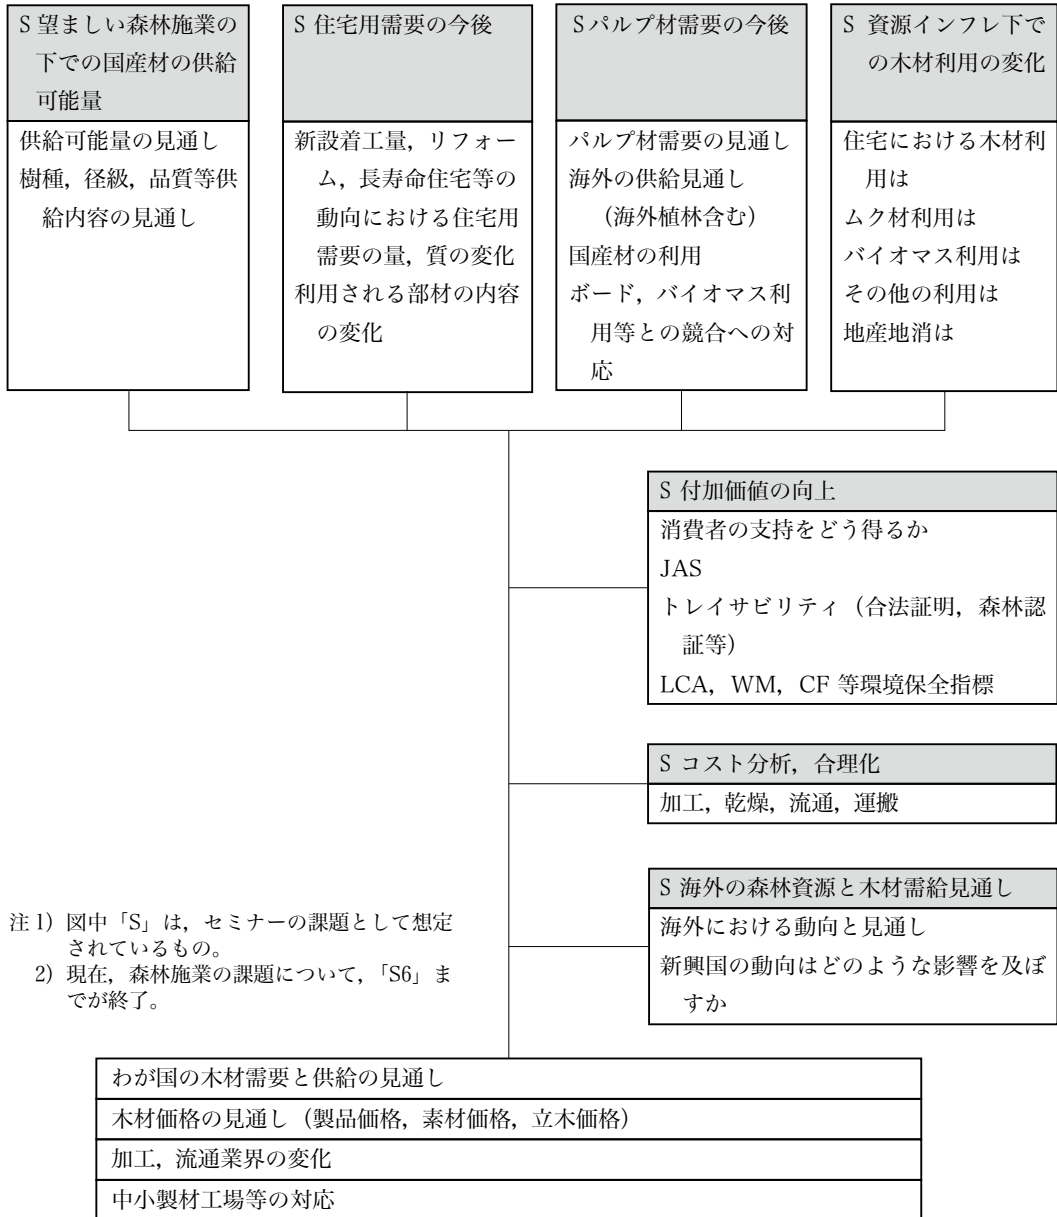 S 望ましい森林施業の
下での国産材の供給
可能量
供給可能量の見通し
樹種，径級，品質等供
給内容の見通し
S 住宅用需要の今後
新設着工量，リフォー
ム，長寿命住宅等の
動向における住宅用
需要の量，質の変化
利用される部材の内容
の変化
Sパルプ材需要の今後
パルプ材需要の見通し
海外の供給見通し
（海外植林含む）
国産材の利用
ボード，バイオマス利
用等との競合への対
応
S 資源インフレ下で
の木材利用の変化
住宅における木材利
用は
ムク材利用は
バイオマス利用は
その他の利用は
地産地消は
S 付加価値の向上
消費者の支持をどう得るか
JAS
トレイサビリティ（合法証明，森林認
証等）
LCA，WM，CF 等環境保全指標
S コスト分析，合理化
加工，乾燥，流通，運搬
S 海外の森林資源と木材需給見通し
海外における動向と見通し
新興国の動向はどのような影響を及ぼ
すか
注 1）図中「S」は，セミナーの課題として想定
されているもの。
2）現在，森林施業の課題について，「S6」ま
でが終了。
わが国の木材需要と供給の見通し
木材価格の見通し（製品価格，素材価格，立木価格）
加工，流通業界の変化
中小製材工場等の対応